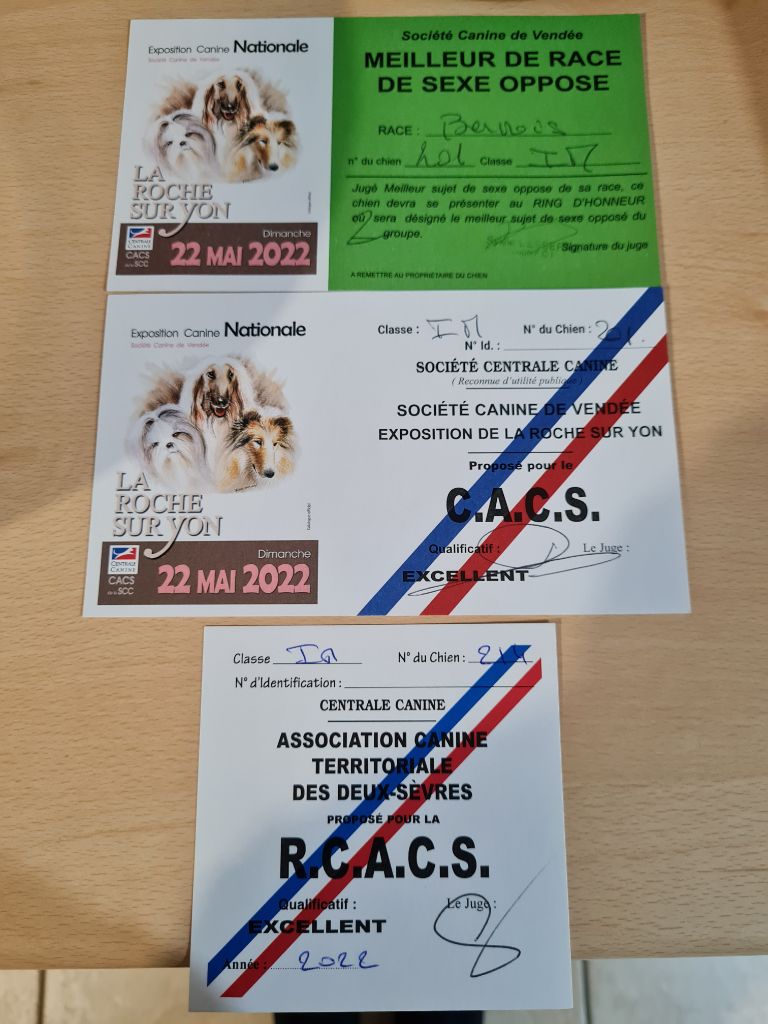 Exposition Canine Nationale
Société Canine de Vendée
LA
ROCHE
SUR YON
CENTRALE
CANINE
CACS
de la SCC
Dimanche
22 MAI 2022
Société Canine de Vendée
MEILLEUR DE RACE
DE SEXE OPPOSE
RACE : Bernois
n° du chien 201 Classe IM
Jugé Meilleur sujet de sexe oppose de sa race, ce
chien devra se présenter au RING D'HONNEUR
où sera désigné le meilleur sujet de sexe opposé du
groupe.
Signature du juge
A REMETTRE AU PROPRIÉTAIRE DU CHIEN
Exposition Canine Nationale
Société Canine de Vendée
LA
ROCHE
SUR YON
CENTRALE
CANINE
CACS
de la SCC
Dimanche
22 MAI 2022
Classe : IM N° du Chien : 201
N° Id. :
SOCIÉTÉ CENTRALE CANINE
( Reconnue d'utilité publique )
SOCIÉTÉ CANINE DE VENDÉE
EXPOSITION DE LA ROCHE SUR YON
Proposé pour le
C.A.C.S.
Qualificatif : Le Juge :
EXCELLENT
Classe IM N° du Chien : 214
N° d'Identification :
CENTRALE CANINE
ASSOCIATION CANINE
TERRITORIALE
DES DEUX-SÈVRES
PROPOSÉ POUR LA
R.C.A.C.S.
Qualificatif : Le Juge :
EXCELLENT
Année : 2022